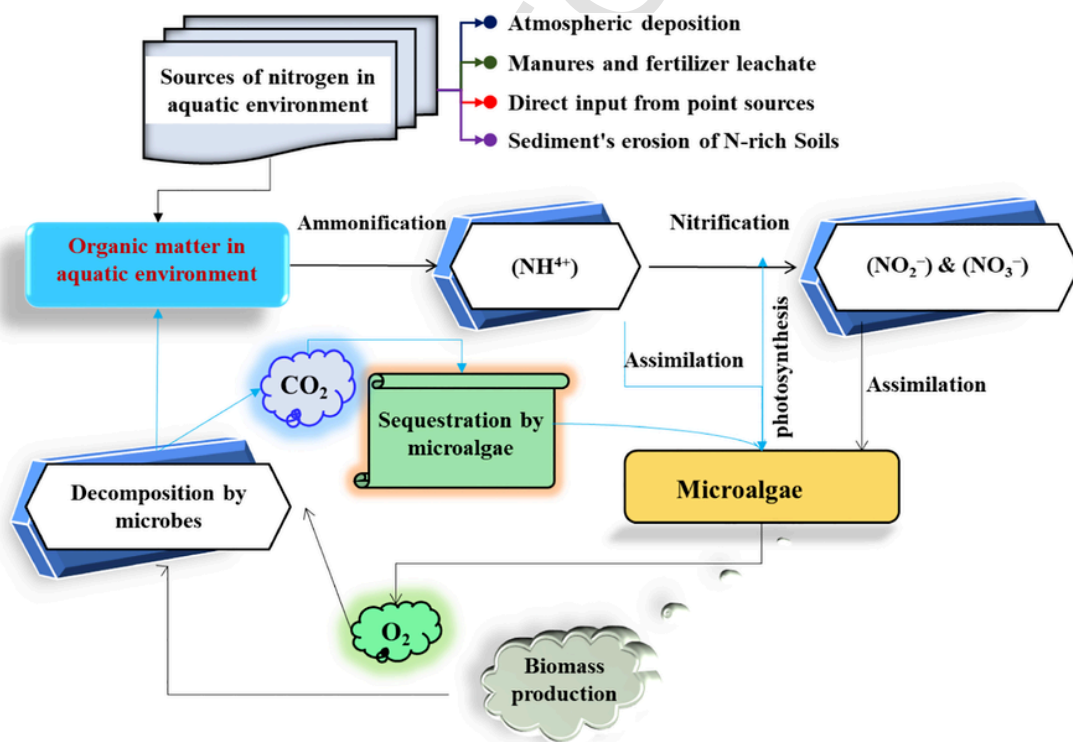 Atmospheric deposition
Sources of nitrogen in
aquatic environment
Manures and fertilizer leachate
Direct input from point sources
Sediment's erosion of N-rich Soils
Organic matter in
aquatic environment
Ammonification
(NH⁴⁺)
Nitrification
(NO₂⁻) & (NO₃⁻)
CO₂
Sequestration by
microalgae
Assimilation
photosynthesis
Assimilation
Decomposition by
microbes
Microalgae
O₂
Biomass
production